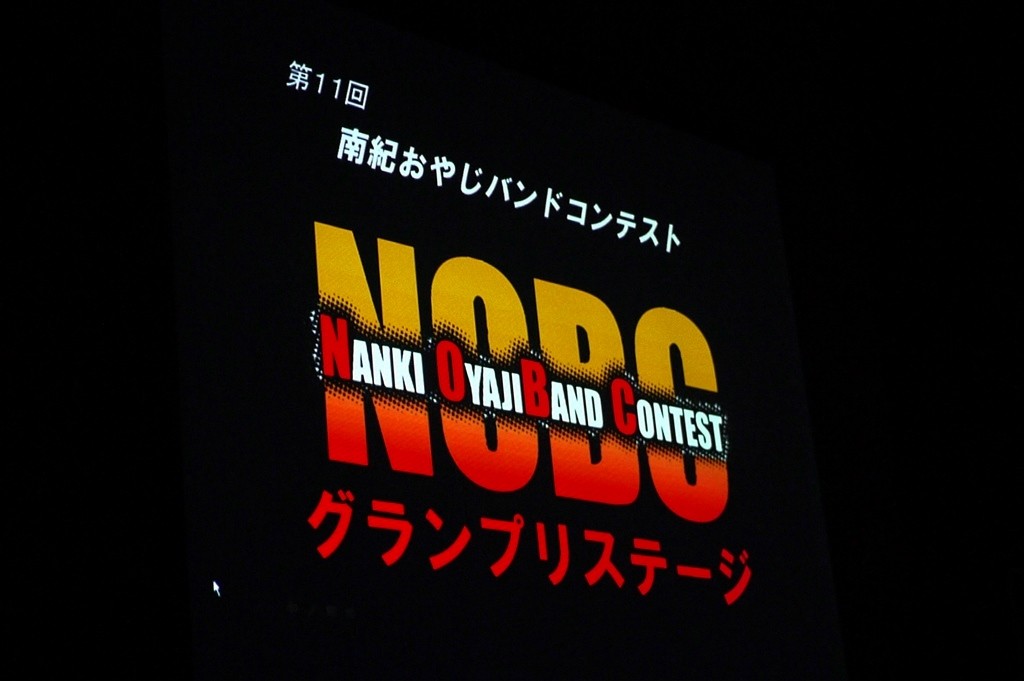 第11回
南紀おやじバンドコンテスト
NOBC
NANKI OYAJI BAND CONTEST
グランプリステージ